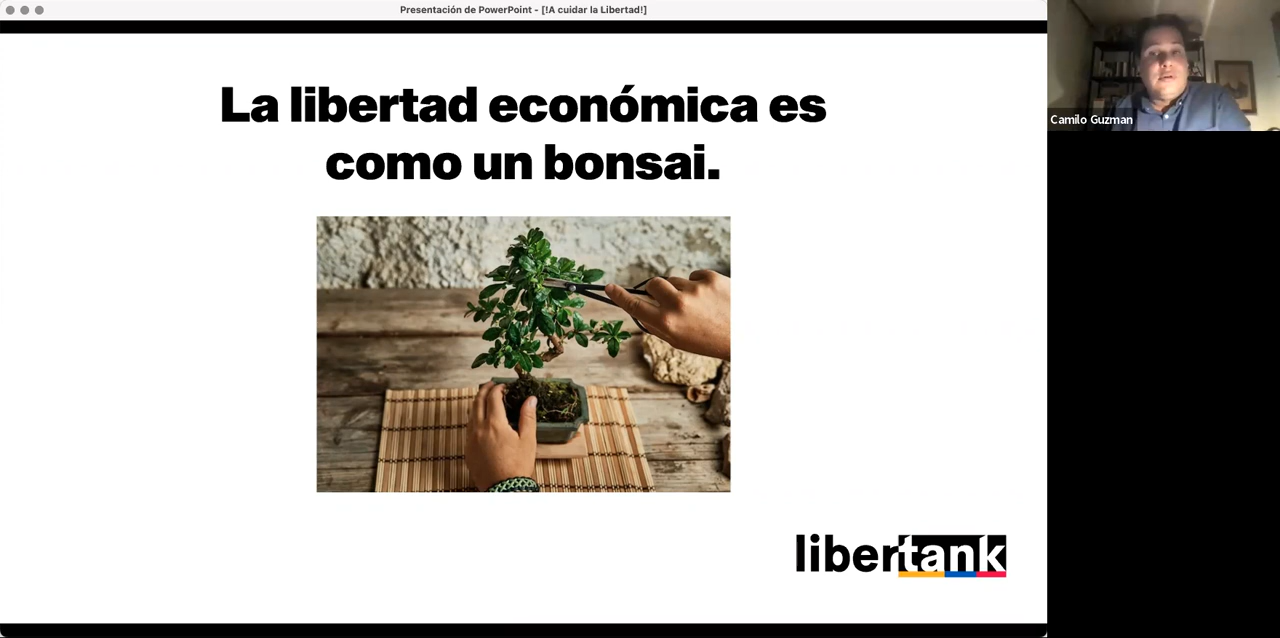 Presentación de PowerPoint - [!A cuidar la Libertad!]
La libertad económica es
como un bonsai.
Camilo Guzman
libertank